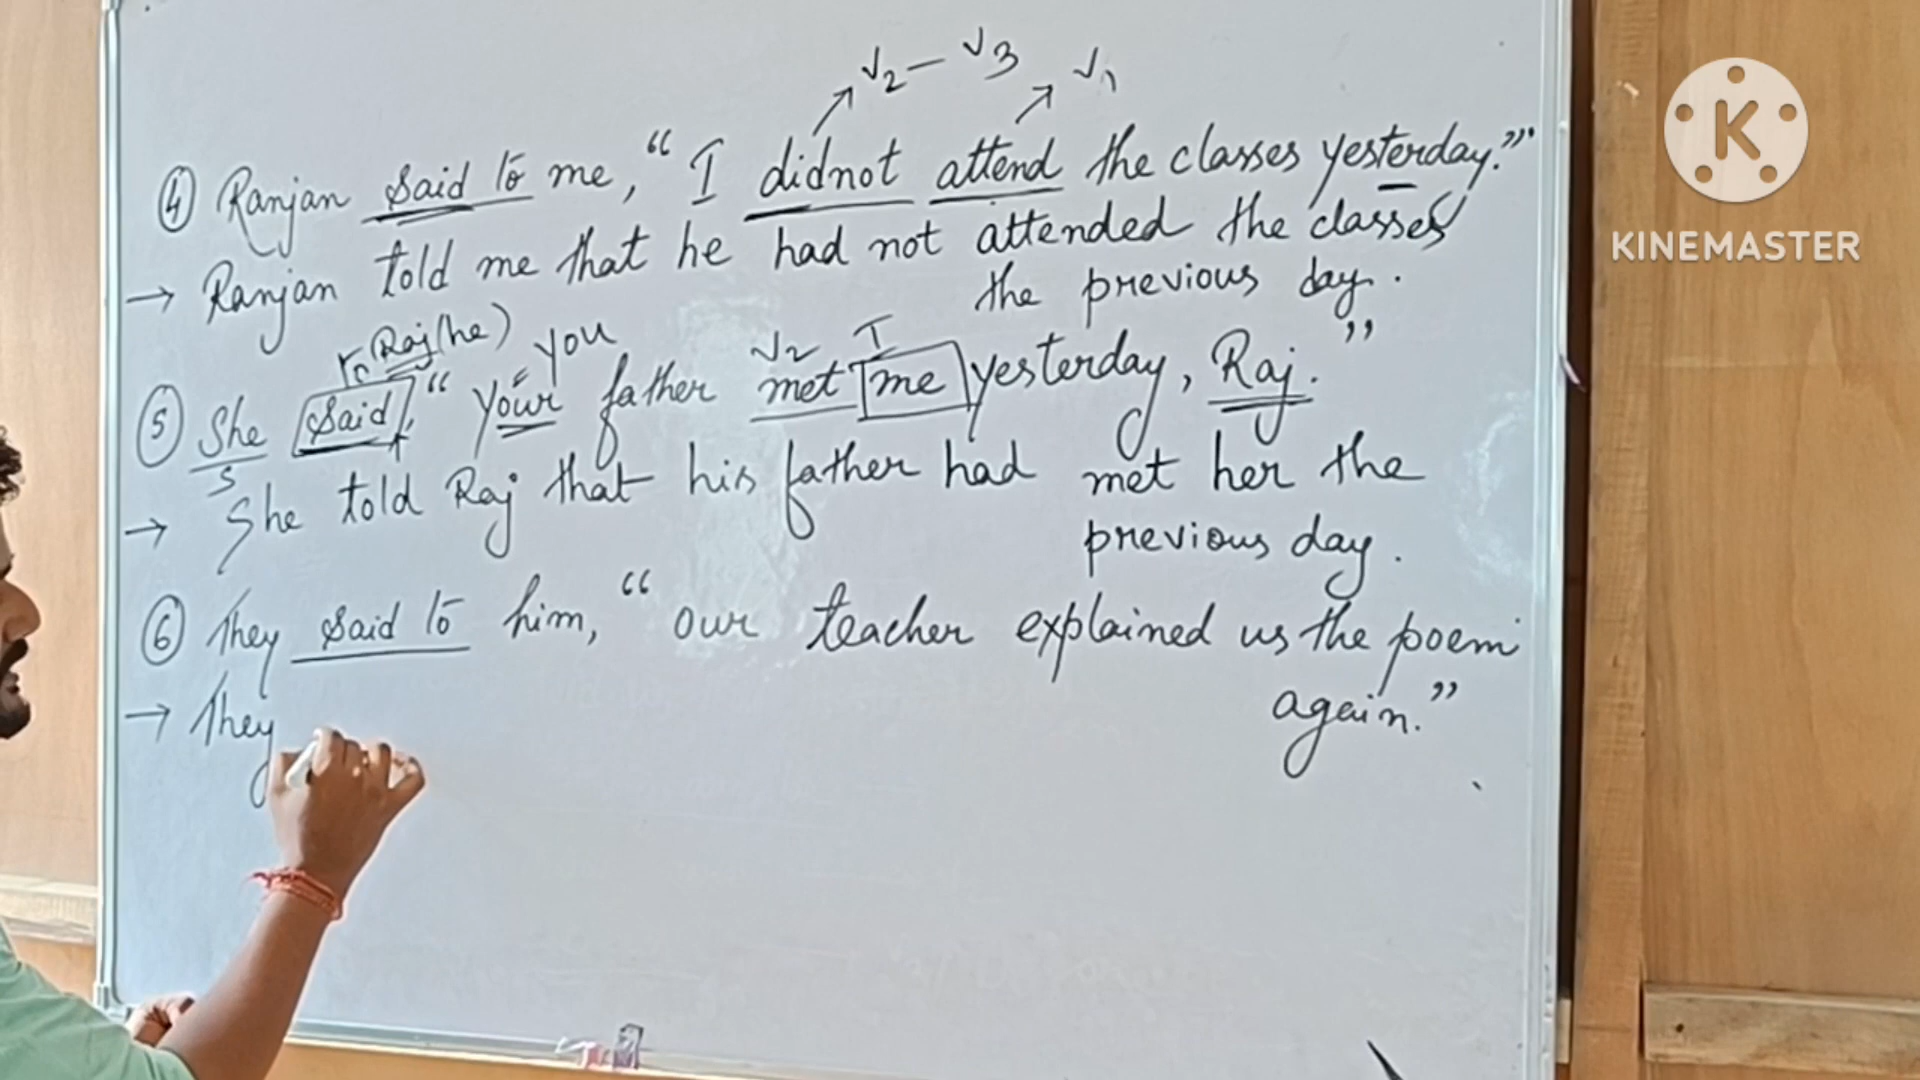 V2 - V3 V1
④ Ranjan said to me, “I didnot attend the classes yesterday.”
→ Ranjan told me that he had not attended the classes
the previous day.
to Raj (he) you V2 I
⑤ She said, “your father met me yesterday, Raj.”
S
→ She told Raj that his father had met her the
previous day.
⑥ They said to him, “our teacher explained us the poem
again.”
→ They
K
KINEMASTER